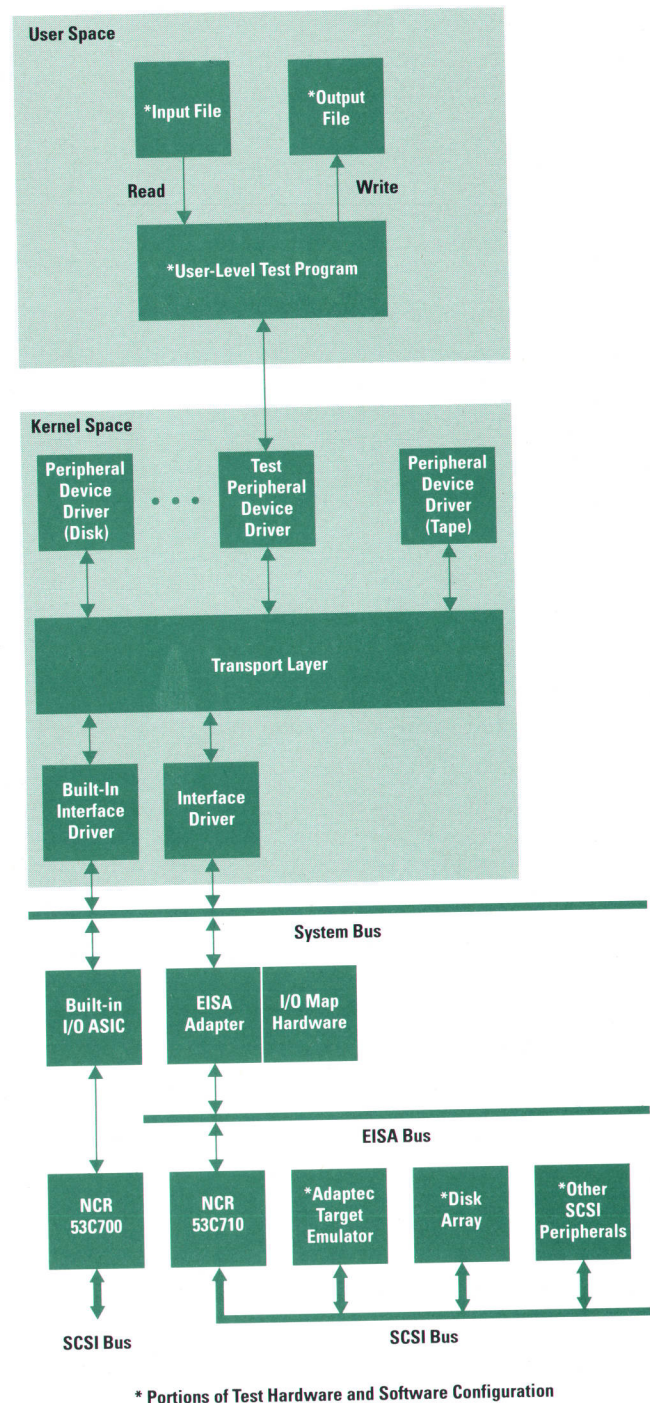 User Space
*Input File
*Output
File
Read
Write
*User-Level Test Program
Kernel Space
Peripheral
Device
Driver
(Disk)
Test
Peripheral
Device
Driver
Peripheral
Device
Driver
(Tape)
Transport Layer
Built-In
Interface
Driver
Interface
Driver
System Bus
Built-in
I/O ASIC
EISA
Adapter
I/O Map
Hardware
EISA Bus
NCR
53C700
NCR
53C710
*Adaptec
Target
Emulator
*Disk
Array
*Other
SCSI
Peripherals
SCSI Bus
SCSI Bus
* Portions of Test Hardware and Software Configuration